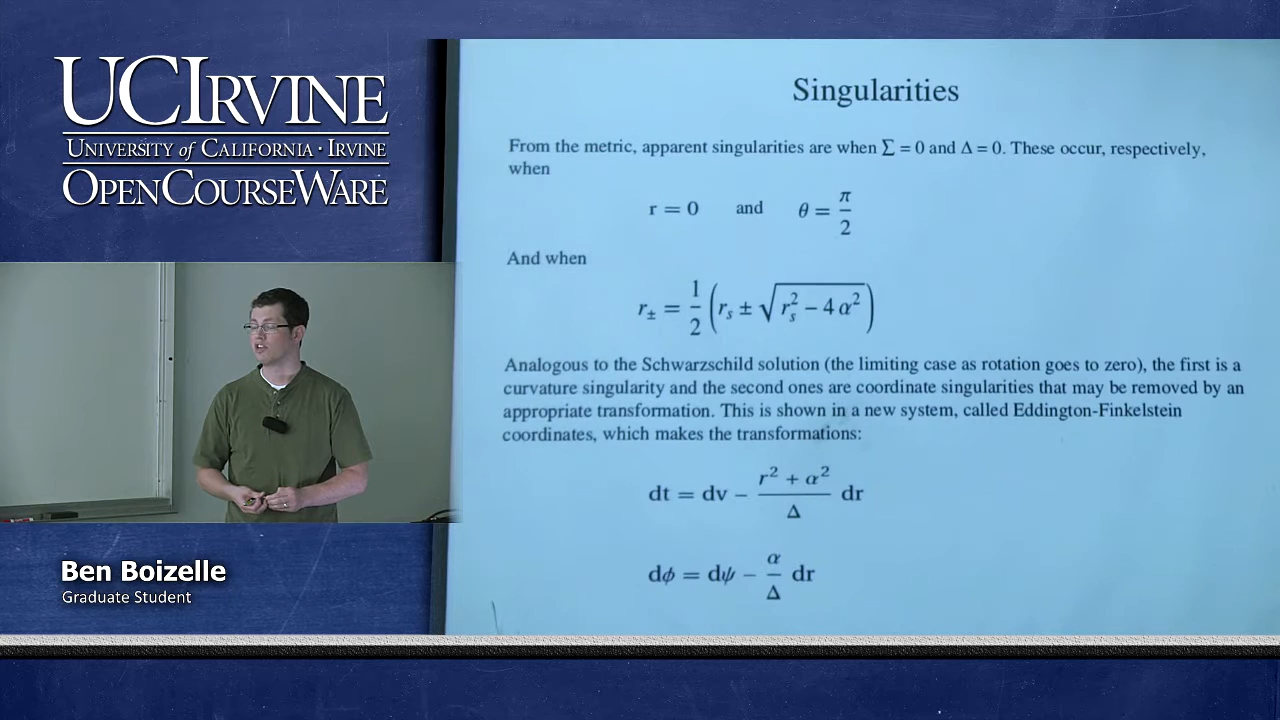 UCIRVINE
UNIVERSITY of CALIFORNIA · IRVINE
OPENCOURSEWARE
Singularities
From the metric, apparent singularities are when Σ = 0 and Δ = 0. These occur, respectively,
when
r = 0 and θ = π/2
And when
r± = 1/2 (rₛ ± √(rₛ² − 4 α²))
Analogous to the Schwarzschild solution (the limiting case as rotation goes to zero), the first is a
curvature singularity and the second ones are coordinate singularities that may be removed by an
appropriate transformation. This is shown in a new system, called Eddington-Finkelstein
coordinates, which makes the transformations:
dt = dv − (r² + α²)/Δ dr
dϕ = dψ − α/Δ dr
Ben Boizelle
Graduate Student